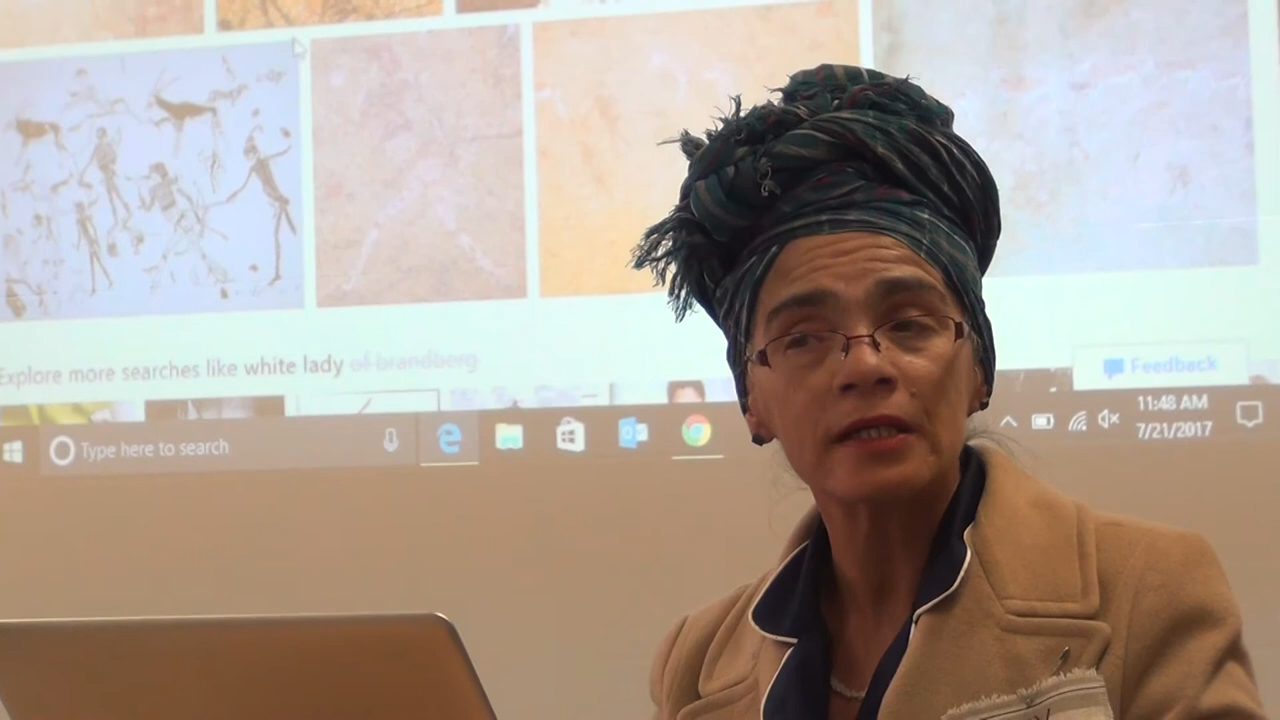 Explore more searches like white lady of brandberg
Feedback
Type here to search
11:48 AM
7/21/2017